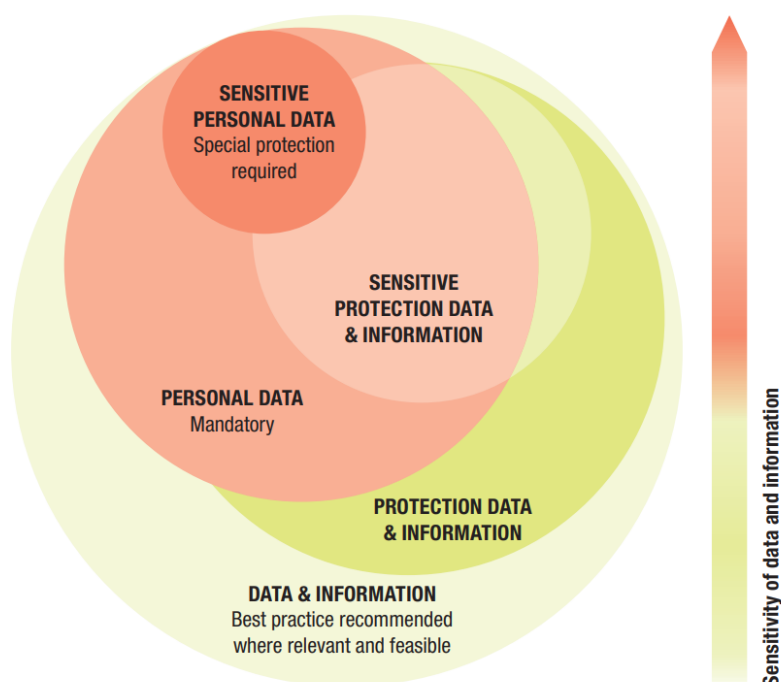 SENSITIVE
PERSONAL DATA
Special protection
required
SENSITIVE
PROTECTION DATA
& INFORMATION
PERSONAL DATA
Mandatory
PROTECTION DATA
& INFORMATION
DATA & INFORMATION
Best practice recommended
where relevant and feasible
Sensitivity of data and information